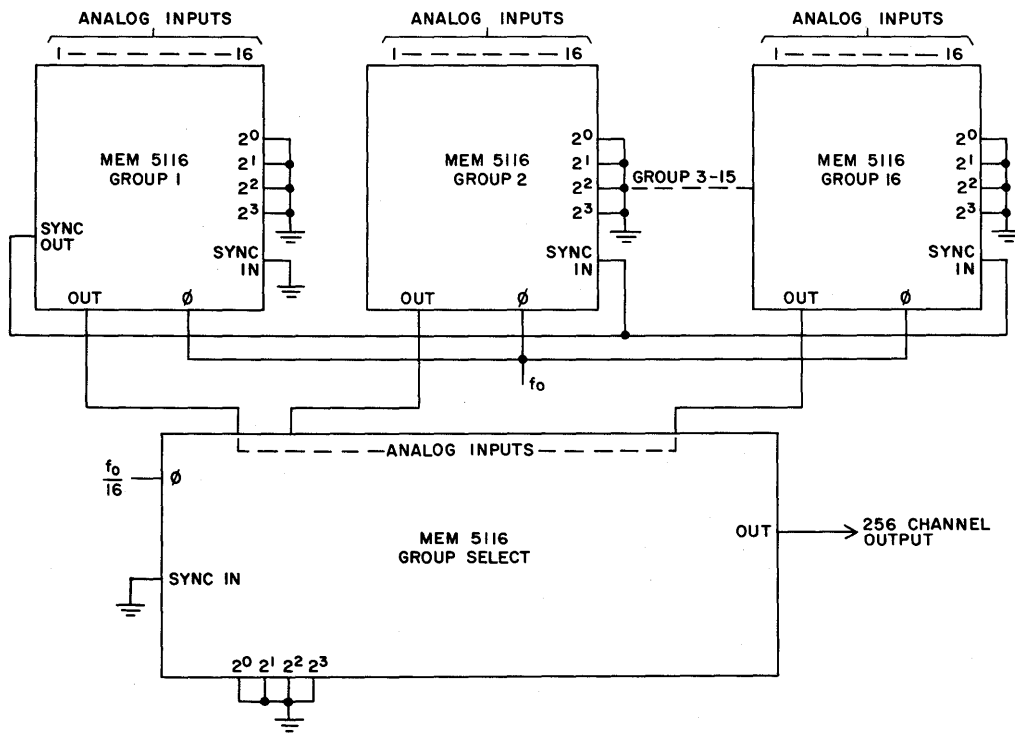 ANALOG INPUTS
ANALOG INPUTS
ANALOG INPUTS
1 16
1 16
1 16
MEM 5116
GROUP 1
2⁰
2¹
2²
2³
SYNC
OUT
SYNC
IN
OUT
Ø
MEM 5116
GROUP 2
2⁰
2¹
2²
2³
SYNC
IN
OUT
Ø
GROUP 3-15
MEM 5116
GROUP 16
2⁰
2¹
2²
2³
SYNC
IN
OUT
Ø
f₀
ANALOG INPUTS
f₀
16
Ø
MEM 5116
GROUP SELECT
SYNC IN
OUT
256 CHANNEL
OUTPUT
2⁰ 2¹ 2² 2³